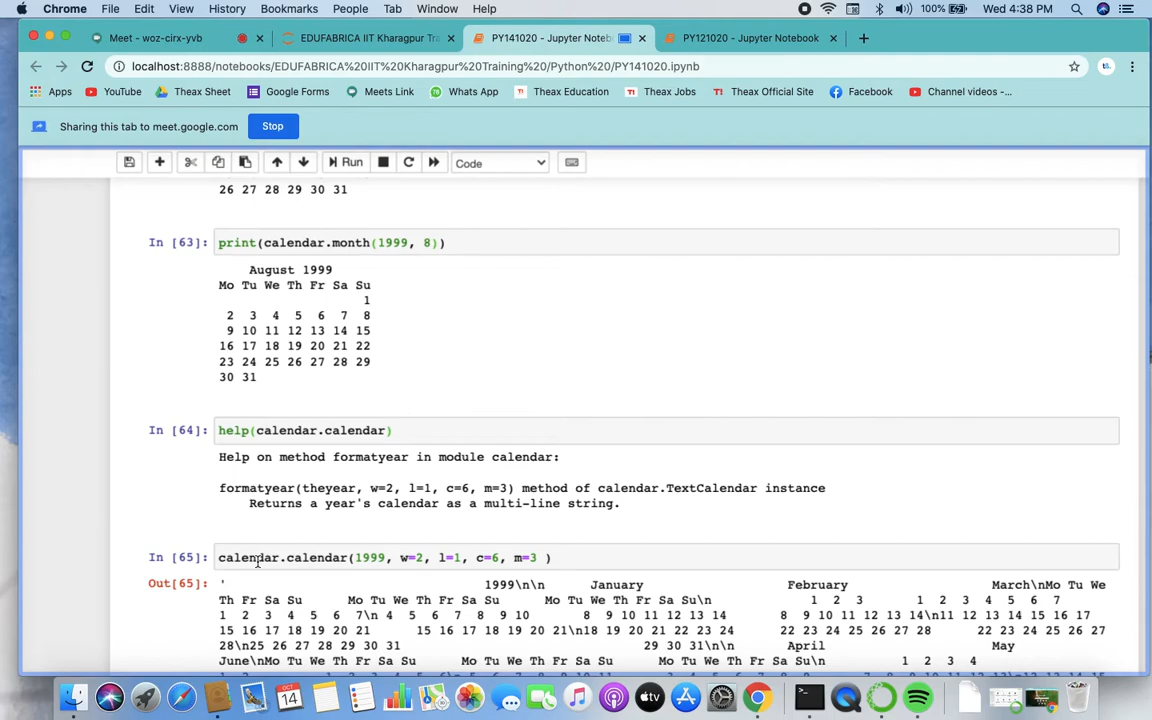 Chrome File Edit View History Bookmarks People Tab Window Help 100% Wed 4:38 PM
Meet - woz-cirx-yvb EDUFABRICA IIT Kharagpur Tra PY141020 - Jupyter Noteb PY121020 - Jupyter Notebook
localhost:8888/notebooks/EDUFABRICA%20IIT%20Kharagpur%20Training%20/Python%20/PY141020.ipynb
Apps YouTube Theax Sheet Google Forms Meets Link Whats App Theax Education Theax Jobs Theax Official Site Facebook Channel videos -...
Sharing this tab to meet.google.com Stop
Run Code
26 27 28 29 30 31
In [63]: print(calendar.month(1999, 8))
August 1999
Mo Tu We Th Fr Sa Su
1
2 3 4 5 6 7 8
9 10 11 12 13 14 15
16 17 18 19 20 21 22
23 24 25 26 27 28 29
30 31
In [64]: help(calendar.calendar)
Help on method formatyear in module calendar:
formatyear(theyear, w=2, l=1, c=6, m=3) method of calendar.TextCalendar instance
Returns a year's calendar as a multi-line string.
In [65]: calendar.calendar(1999, w=2, l=1, c=6, m=3 )
Out[65]: ' 1999\n\n January February March\nMo Tu We
Th Fr Sa Su Mo Tu We Th Fr Sa Su Mo Tu We Th Fr Sa Su\n 1 2 3 1 2 3 4 5 6 7
1 2 3 4 5 6 7\n 4 5 6 7 8 9 10 8 9 10 11 12 13 14 8 9 10 11 12 13 14\n11 12 13 14 15 16 17
15 16 17 18 19 20 21 15 16 17 18 19 20 21\n18 19 20 21 22 23 24 22 23 24 25 26 27 28 22 23 24 25 26 27
28\n25 26 27 28 29 30 31 29 30 31\n\n April May
June\nMo Tu We Th Fr Sa Su Mo Tu We Th Fr Sa Su Mo Tu We Th Fr Sa Su\n 1 2 3 4
OCT
14